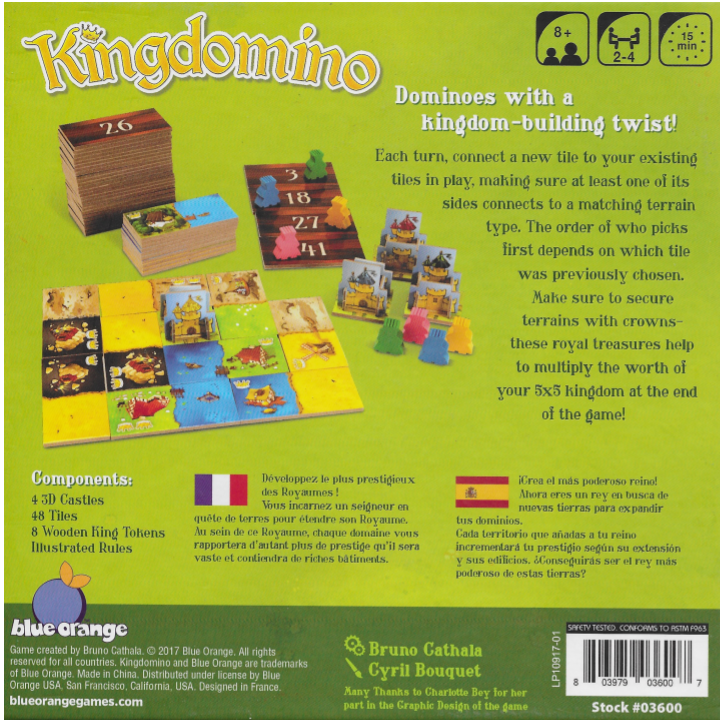 Kingdomino
8+
2-4
15
min
Dominoes with a
kingdom-building twist!
Each turn, connect a new tile to your existing
tiles in play, making sure at least one of its
sides connects to a matching terrain
type. The order of who picks
first depends on which tile
was previously chosen.
Make sure to secure
terrains with crowns-
these royal treasures help
to multiply the worth of
your 5x5 kingdom at the end
of the game!
26
3
18
27
41
Components:
4 3D Castles
48 Tiles
8 Wooden King Tokens
Illustrated Rules
Développez le plus prestigieux
des Royaumes !
Vous incarnez un seigneur en
quête de terres pour étendre son Royaume.
Au sein de ce Royaume, chaque domaine vous
rapportera d'autant plus de prestige qu'il sera
vaste et contiendra de riches bâtiments.
¡Crea el más poderoso reino!
Ahora eres un rey en busca de
nuevas tierras para expandir
tus dominios.
Cada territorio que añadas a tu reino
incrementará tu prestigio según su extensión
y sus edificios. ¿Conseguirás ser el rey más
poderoso de estas tierras?
blue orange
Game created by Bruno Cathala. © 2017 Blue Orange. All rights
reserved for all countries. Kingdomino and Blue Orange are trademarks
of Blue Orange. Made in China. Distributed under license by Blue
Orange USA, San Francisco, California, USA. Designed in France.
blueorangegames.com
Bruno Cathala
Cyril Bouquet
Many Thanks to Charlotte Bey for her
part in the Graphic Design of the game
LP10917-01
SAFETY TESTED. CONFORMS TO ASTM F963
8 03979 03600 7
Stock #03600